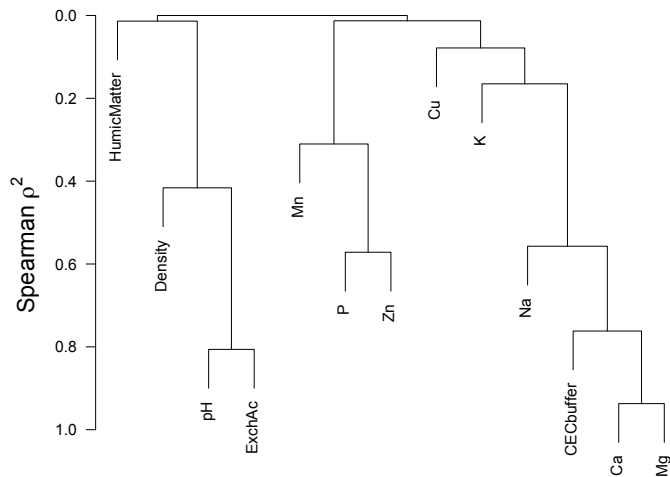 Spearman ρ²
0.0
0.2
0.4
0.6
0.8
1.0
HumicMatter
Density
pH
ExchAc
Mn
P
Zn
Cu
K
Na
CECbuffer
Ca
Mg